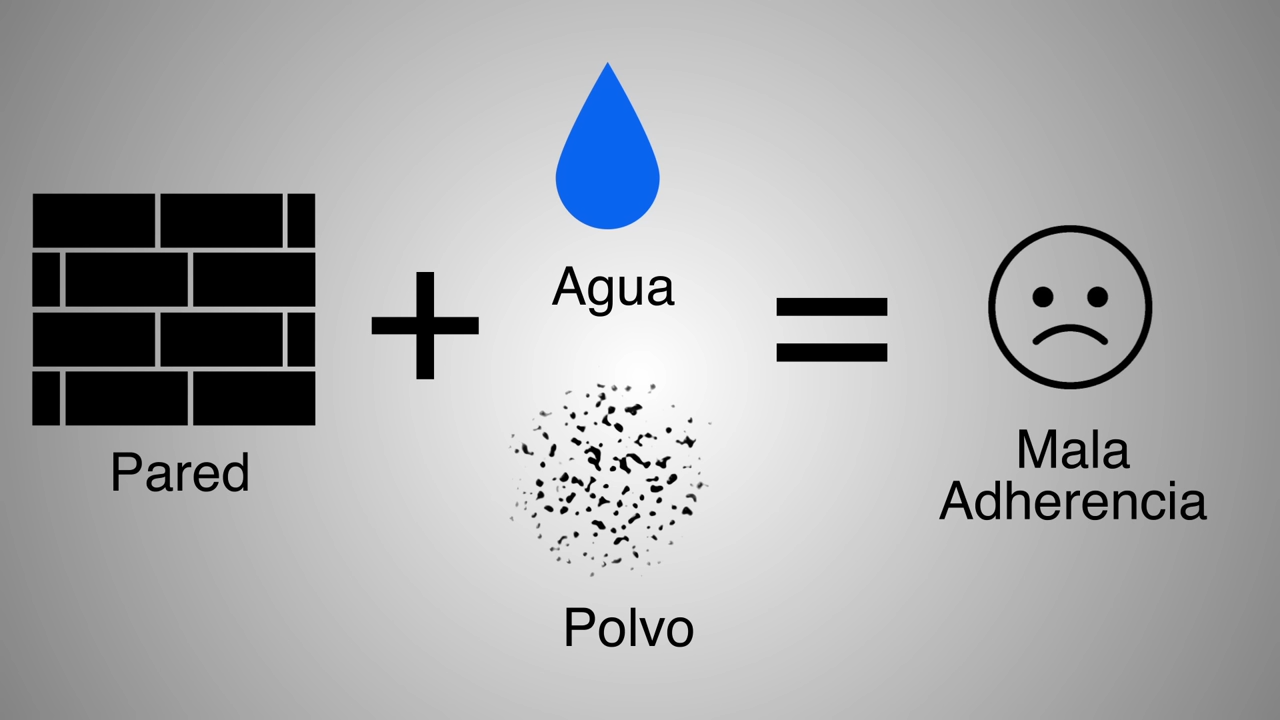 Pared
+
Agua
Polvo
=
Mala
Adherencia